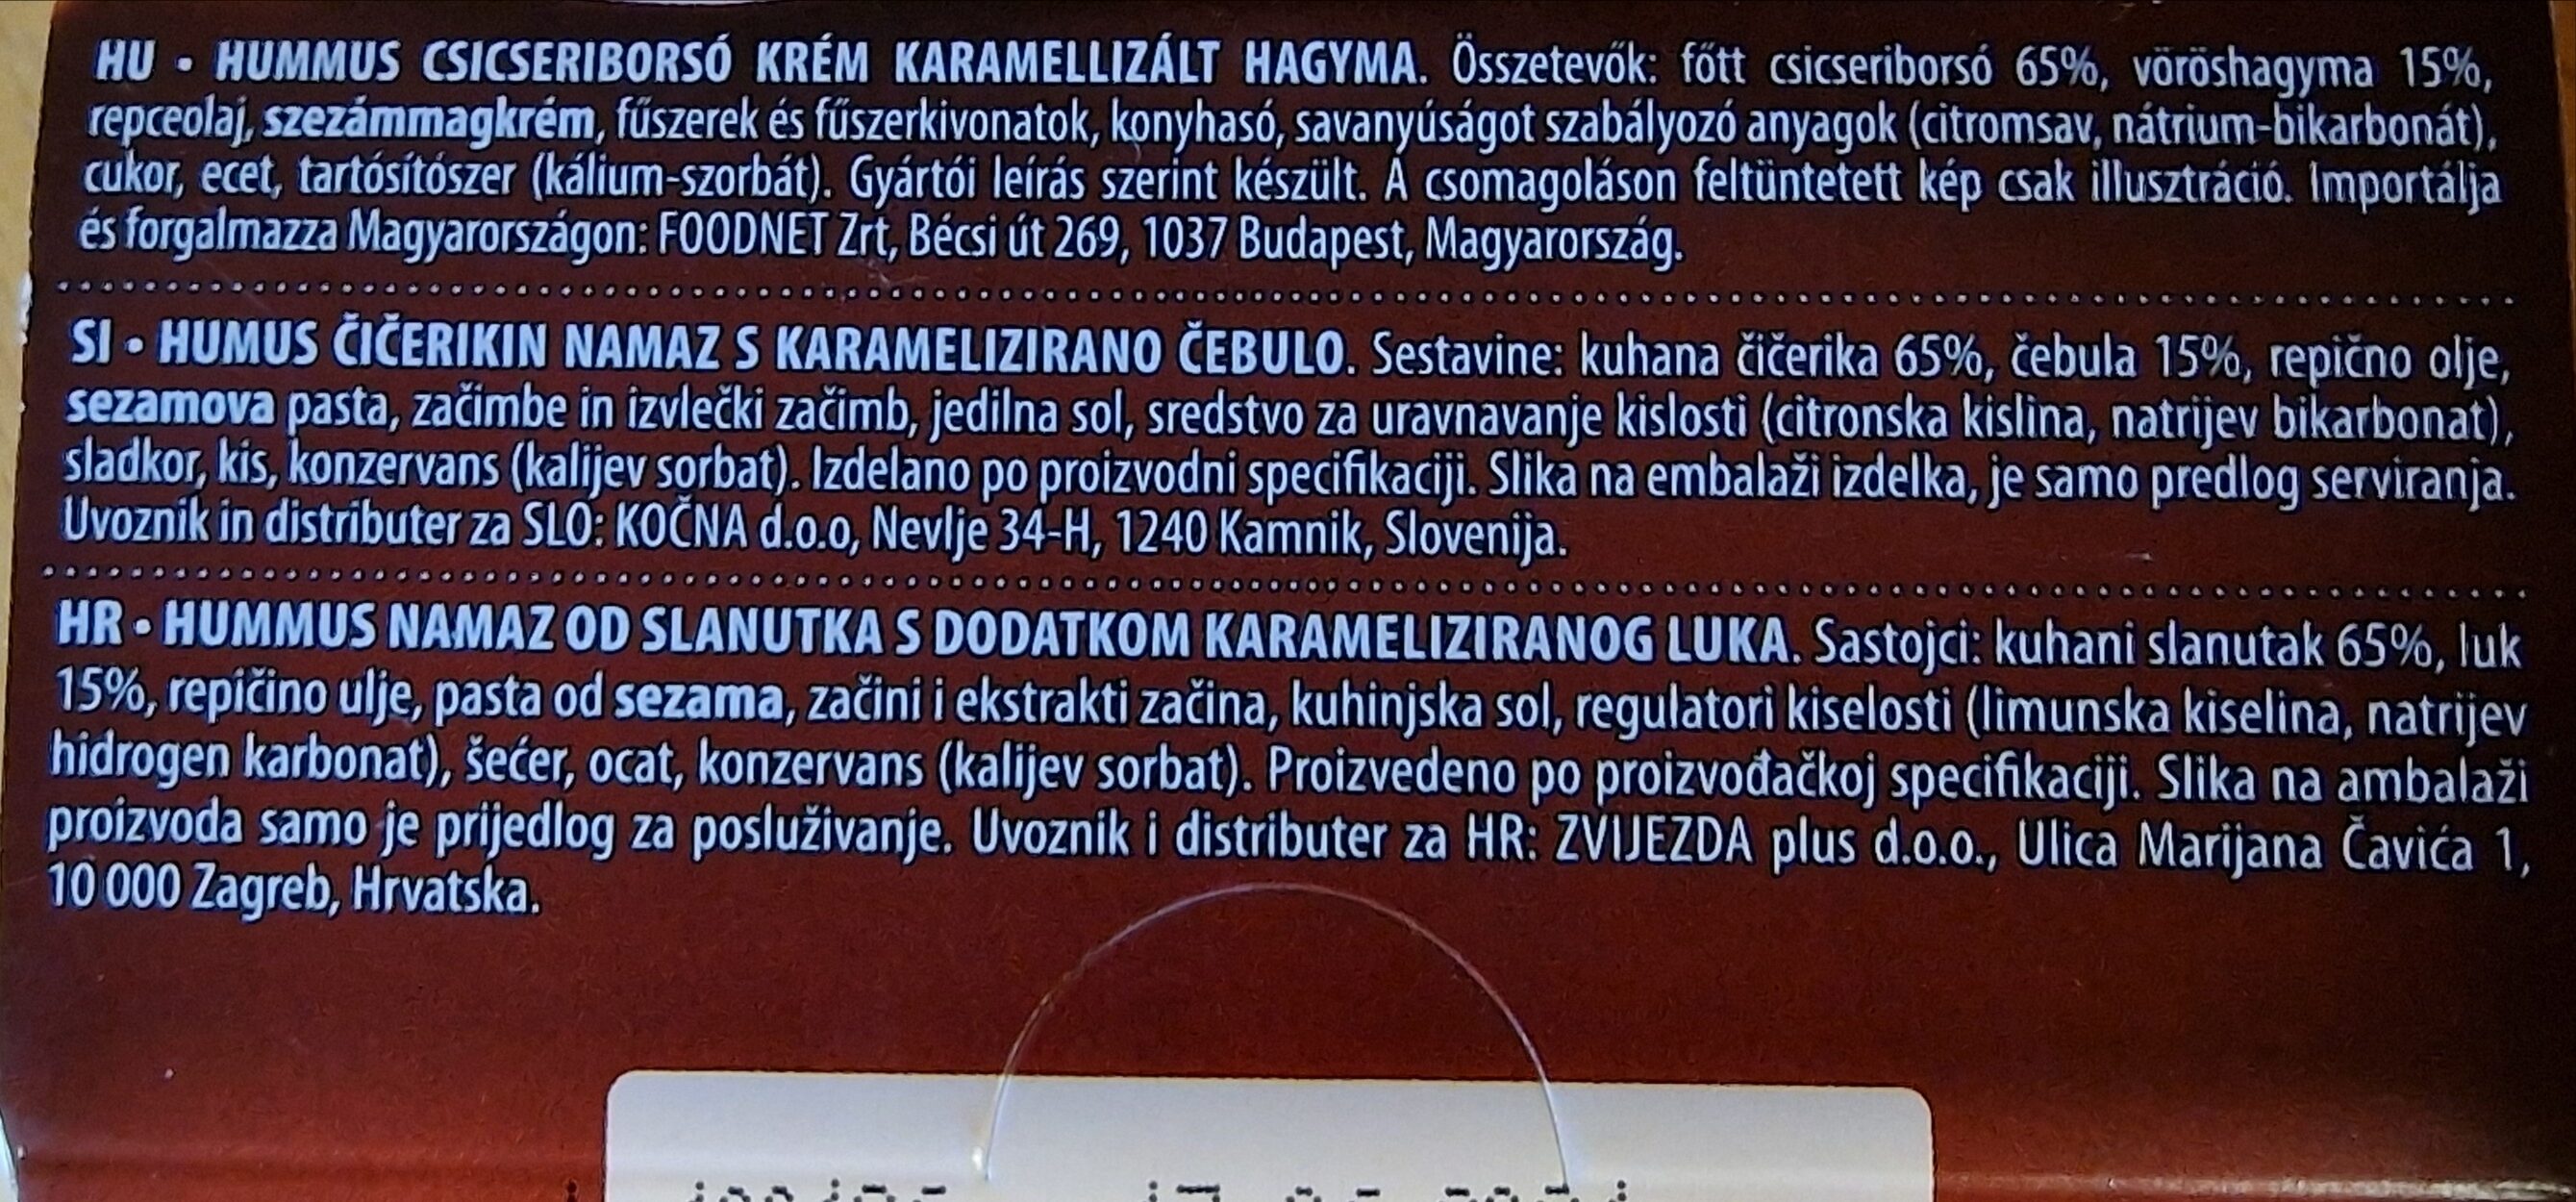 HU • HUMMUS CSICSERIBORSÓ KRÉM KARAMELLIZÁLT HAGYMA. Összetevők: főtt csicseriborsó 65%, vöröshagyma 15%,
repceolaj, szezámmagkrém, fűszerek és fűszerkivonatok, konyhasó, savanyúságot szabályozó anyagok (citromsav, nátrium-bikarbonát),
cukor, ecet, tartósítószer (kálium-szorbát). Gyártói leírás szerint készült. A csomagoláson feltüntetett kép csak illusztráció. Importálja
és forgalmazza Magyarországon: FOODNET Zrt, Bécsi út 269, 1037 Budapest, Magyarország.
SI • HUMUS ČIČERIKIN NAMAZ S KARAMELIZIRANO ČEBULO. Sestavine: kuhana čičerika 65%, čebula 15%, repično olje,
sezamova pasta, začimbe in izvlečki začimb, jedilna sol, sredstvo za uravnavanje kislosti (citronska kislina, natrijev bikarbonat),
sladkor, kis, konzervans (kalijev sorbat). Izdelano po proizvodni specifikaciji. Slika na embalaži izdelka, je samo predlog serviranja.
Uvoznik in distributer za SLO: KOČNA d.o.o, Nevlje 34-H, 1240 Kamnik, Slovenija.
HR • HUMMUS NAMAZ OD SLANUTKA S DODATKOM KARAMELIZIRANOG LUKA. Sastojci: kuhani slanutak 65%, luk
15%, repičino ulje, pasta od sezama, začini i ekstrakti začina, kuhinjska sol, regulatori kiselosti (limunska kiselina, natrijev
hidrogen karbonat), šećer, ocat, konzervans (kalijev sorbat). Proizvedeno po proizvođačkoj specifikaciji. Slika na ambalaži
proizvoda samo je prijedlog za posluživanje. Uvoznik i distributer za HR: ZVIJEZDA plus d.o.o., Ulica Marijana Čavića 1,
10 000 Zagreb, Hrvatska.